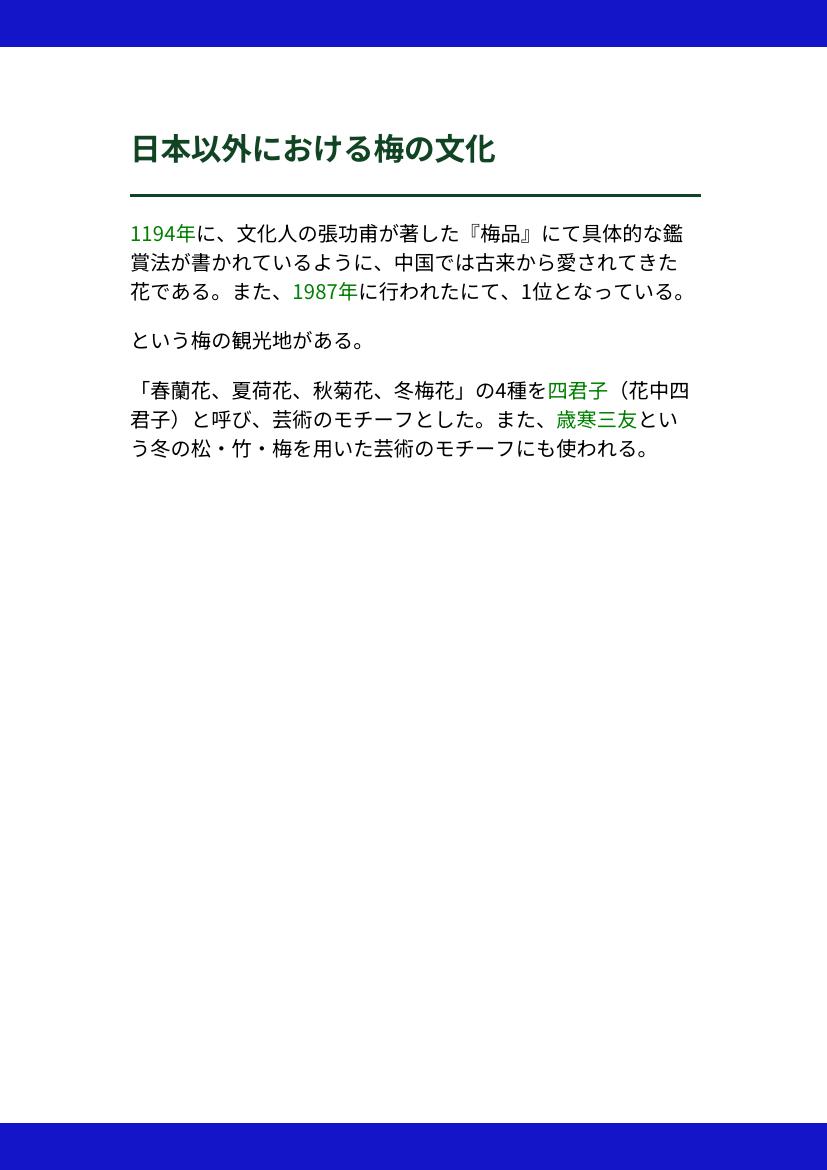 日本以外における梅の文化
1194年に、文化人の張功甫が著した『梅品』にて具体的な鑑
賞法が書かれているように、中国では古来から愛されてきた
花である。また、1987年に行われたにて、1位となっている。
という梅の観光地がある。
「春蘭花、夏荷花、秋菊花、冬梅花」の4種を四君子（花中四
君子）と呼び、芸術のモチーフとした。また、歳寒三友とい
う冬の松・竹・梅を用いた芸術のモチーフにも使われる。